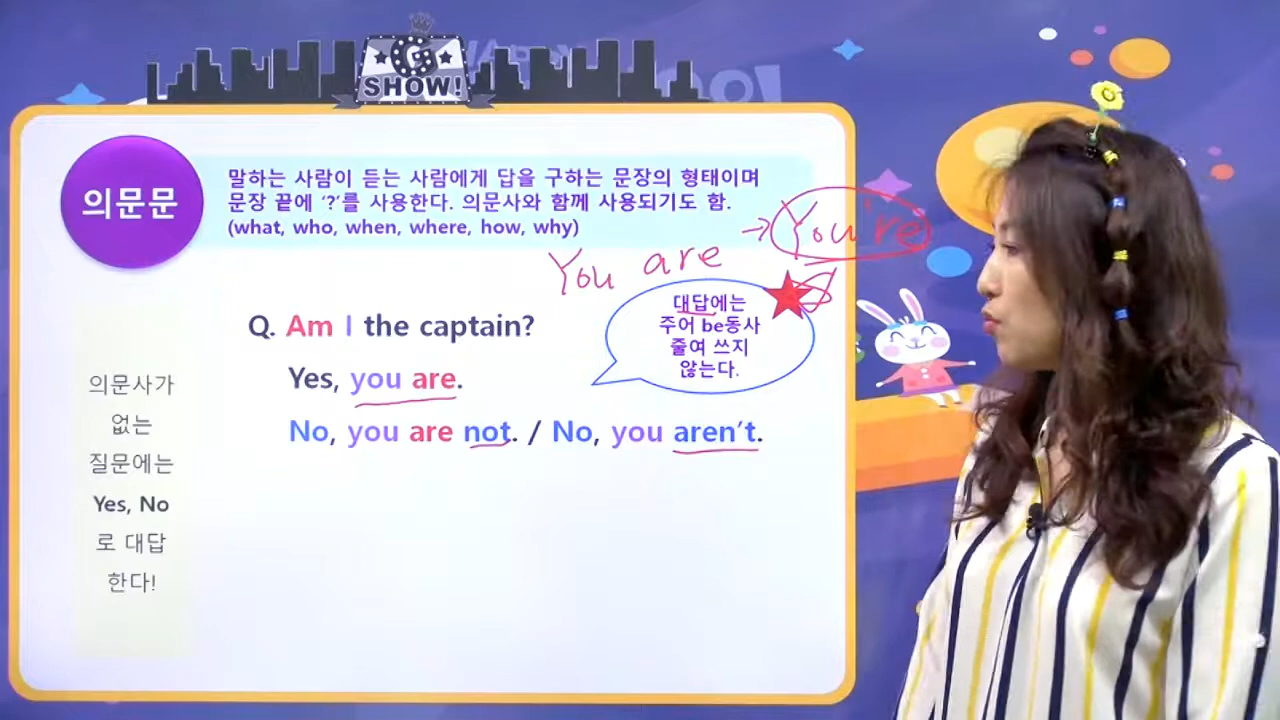 G
SHOW!
의문문
말하는 사람이 듣는 사람에게 답을 구하는 문장의 형태이며
문장 끝에 '?'를 사용한다. 의문사와 함께 사용되기도 함.
(what, who, when, where, how, why)
You are → You're
대답에는
주어 be동사
줄여 쓰지
않는다.
Q. Am I the captain?
Yes, you are.
No, you are not. / No, you aren't.
의문사가
없는
질문에는
Yes, No
로 대답
한다!